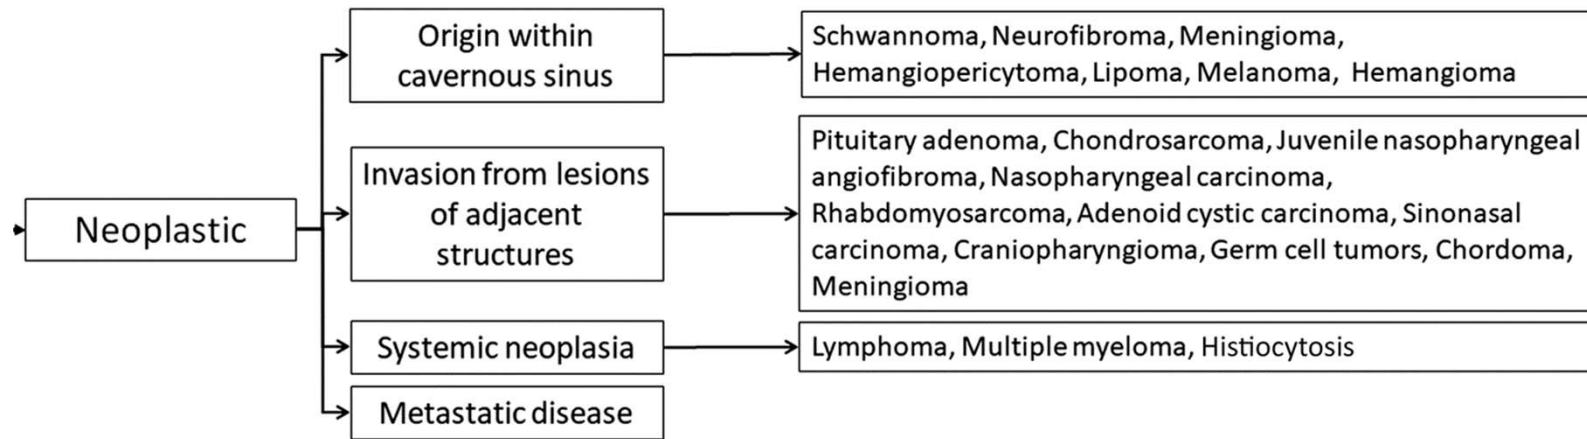 Neoplastic
Origin within
cavernous sinus
Schwannoma, Neurofibroma, Meningioma,
Hemangiopericytoma, Lipoma, Melanoma, Hemangioma
Invasion from lesions
of adjacent
structures
Pituitary adenoma, Chondrosarcoma, Juvenile nasopharyngeal
angiofibroma, Nasopharyngeal carcinoma,
Rhabdomyosarcoma, Adenoid cystic carcinoma, Sinonasal
carcinoma, Craniopharyngioma, Germ cell tumors, Chordoma,
Meningioma
Systemic neoplasia
Lymphoma, Multiple myeloma, Histiocytosis
Metastatic disease